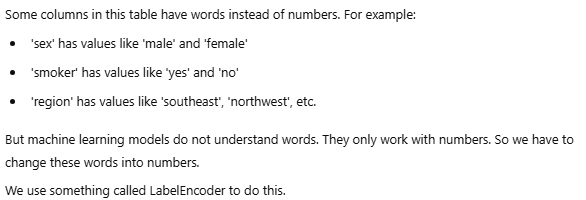 Some columns in this table have words instead of numbers. For example:
• 'sex' has values like 'male' and 'female'
• 'smoker' has values like 'yes' and 'no'
• 'region' has values like 'southeast', 'northwest', etc.
But machine learning models do not understand words. They only work with numbers. So we have to
change these words into numbers.
We use something called LabelEncoder to do this.